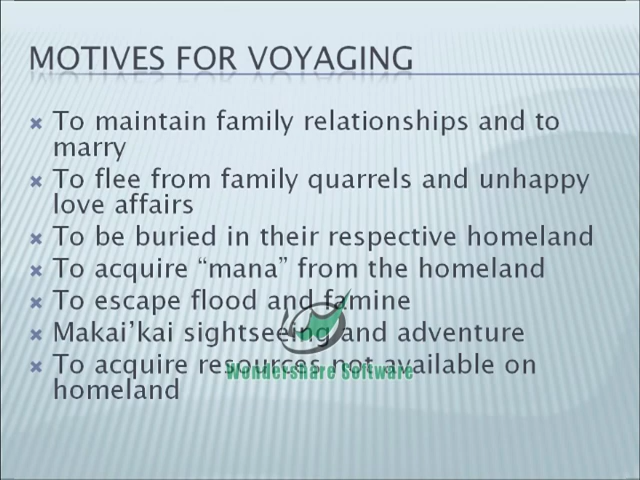 MOTIVES FOR VOYAGING
To maintain family relationships and to
marry
To flee from family quarrels and unhappy
love affairs
To be buried in their respective homeland
To acquire “mana” from the homeland
To escape flood and famine
Makai’kai sightseeing and adventure
To acquire resources not available on
homeland
Wondershare Software